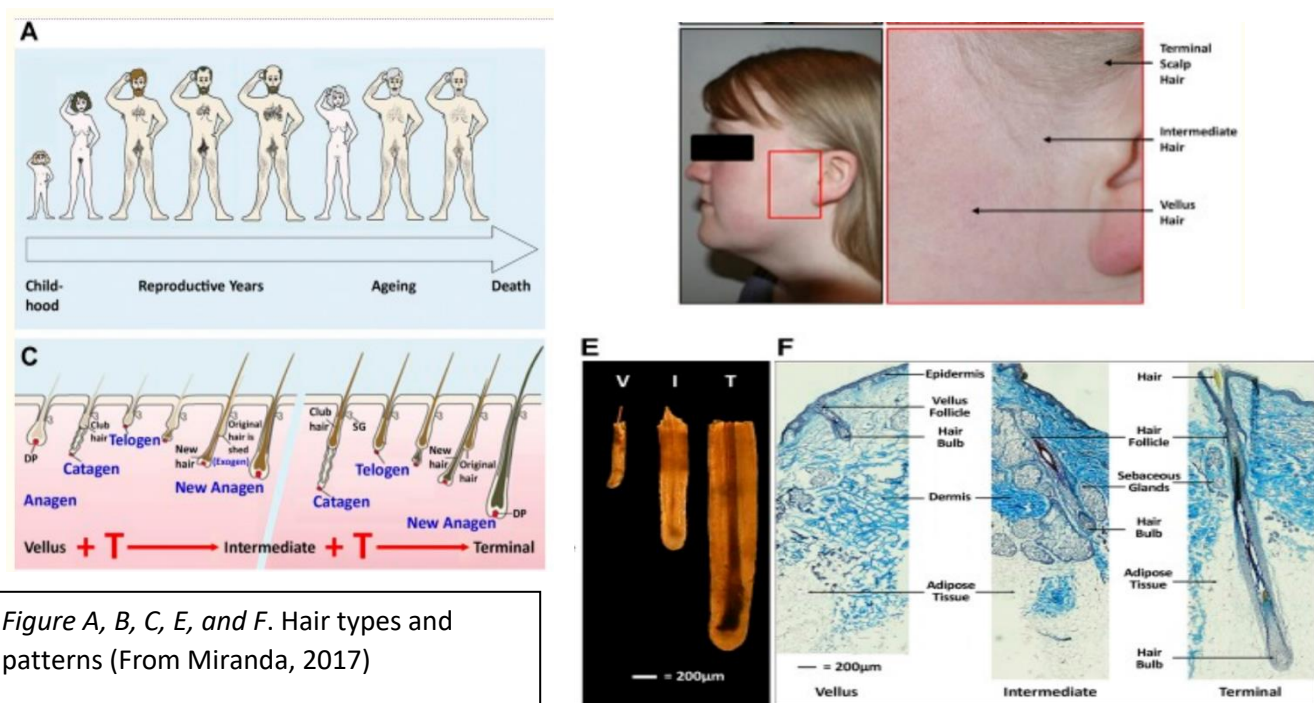 A
Child-
hood
Reproductive Years
Ageing
Death
Terminal
Scalp
Hair
Intermediate
Hair
Vellus
Hair
C
DP
Club
hair
Catagen
Telogen
New
hair
Original
hair is
shed
(Exogen)
New Anagen
Anagen
Club
hair
SG
Catagen
Telogen
New
hair
Original
hair
New Anagen
DP
Vellus + T Intermediate + T Terminal
Figure A, B, C, E, and F. Hair types and
patterns (From Miranda, 2017)
E
V I T
= 200µm
F
Epidermis
Vellus
Follicle
Hair
Bulb
Dermis
Adipose
Tissue
= 200µm
Vellus
Intermediate
Hair
Hair
Follicle
Sebaceous
Glands
Hair
Bulb
Adipose
Tissue
Hair
Bulb
Terminal